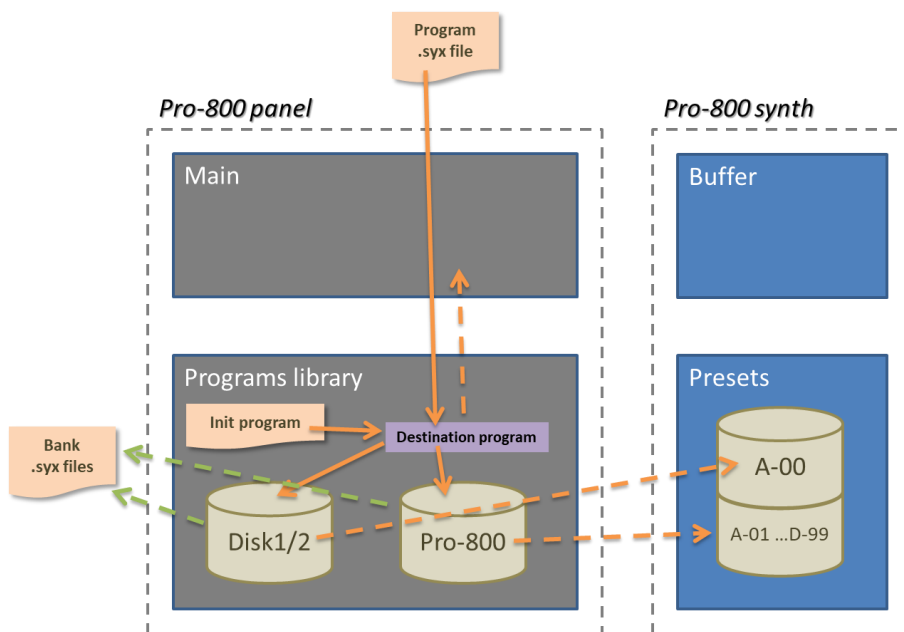 Program
.syx file
Pro-800 panel
Pro-800 synth
Main
Buffer
Programs library
Presets
Init program
Destination program
Bank
.syx files
A-00
Disk1/2
Pro-800
A-01 ...D-99